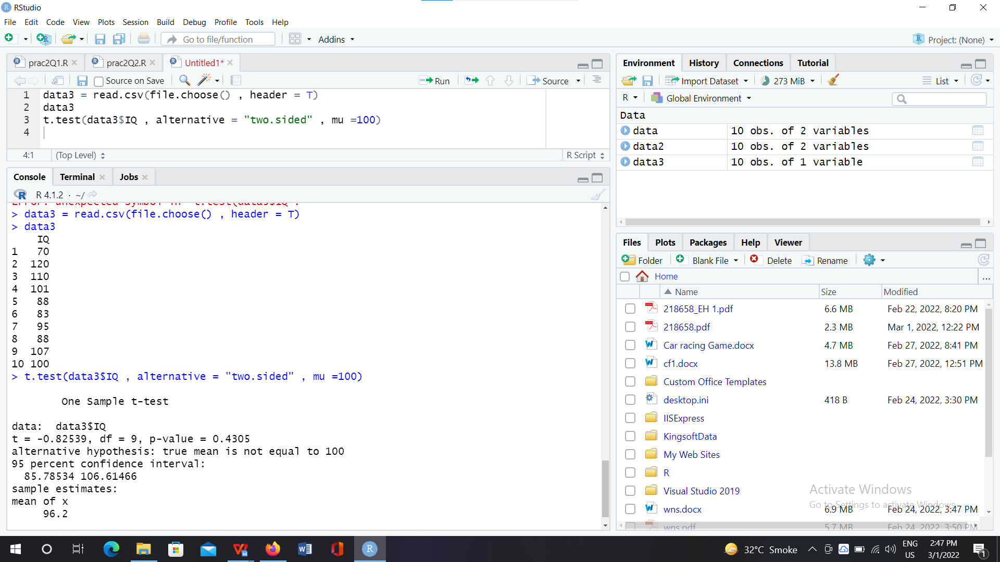 RStudio
File Edit Code View Plots Session Build Debug Profile Tools Help
Go to file/function Addins Project: (None)
prac2Q1.R prac2Q2.R Untitled1*
Source on Save Run Source
1 data3 = read.csv(file.choose() , header = T)
2 data3
3 t.test(data3$IQ , alternative = "two.sided" , mu =100)
4
4:1 (Top Level) R Script
Console Terminal Jobs
R 4.1.2 · ~/
Error: unexpected symbol in "t.test(data3$IQ .
> data3 = read.csv(file.choose() , header = T)
> data3
IQ
1 70
2 120
3 110
4 101
5 88
6 83
7 95
8 88
9 107
10 100
> t.test(data3$IQ , alternative = "two.sided" , mu =100)
One Sample t-test
data: data3$IQ
t = -0.82539, df = 9, p-value = 0.4305
alternative hypothesis: true mean is not equal to 100
95 percent confidence interval:
85.78534 106.61466
sample estimates:
mean of x
96.2
Environment History Connections Tutorial
Import Dataset 273 MiB List
R Global Environment
Data
data 10 obs. of 2 variables
data2 10 obs. of 2 variables
data3 10 obs. of 1 variable
Files Plots Packages Help Viewer
Folder Blank File Delete Rename
Home ...
Name Size Modified
218658_EH 1.pdf 6.6 MB Feb 22, 2022, 8:20 PM
218658.pdf 2.3 MB Mar 1, 2022, 12:22 PM
Car racing Game.docx 4.7 MB Feb 27, 2022, 8:41 PM
cf1.docx 13.8 MB Feb 27, 2022, 12:51 PM
Custom Office Templates
desktop.ini 418 B Feb 24, 2022, 3:30 PM
IISExpress
KingsoftData
My Web Sites
R
Visual Studio 2019
Activate Windows
Go to Settings to activate Windows.
wns.docx 6.9 MB Feb 24, 2022, 3:47 PM
wns.pdf 5.7 MB Feb 24, 2022, 3:50 PM
32°C Smoke ENG US 2:47 PM 3/1/2022 1